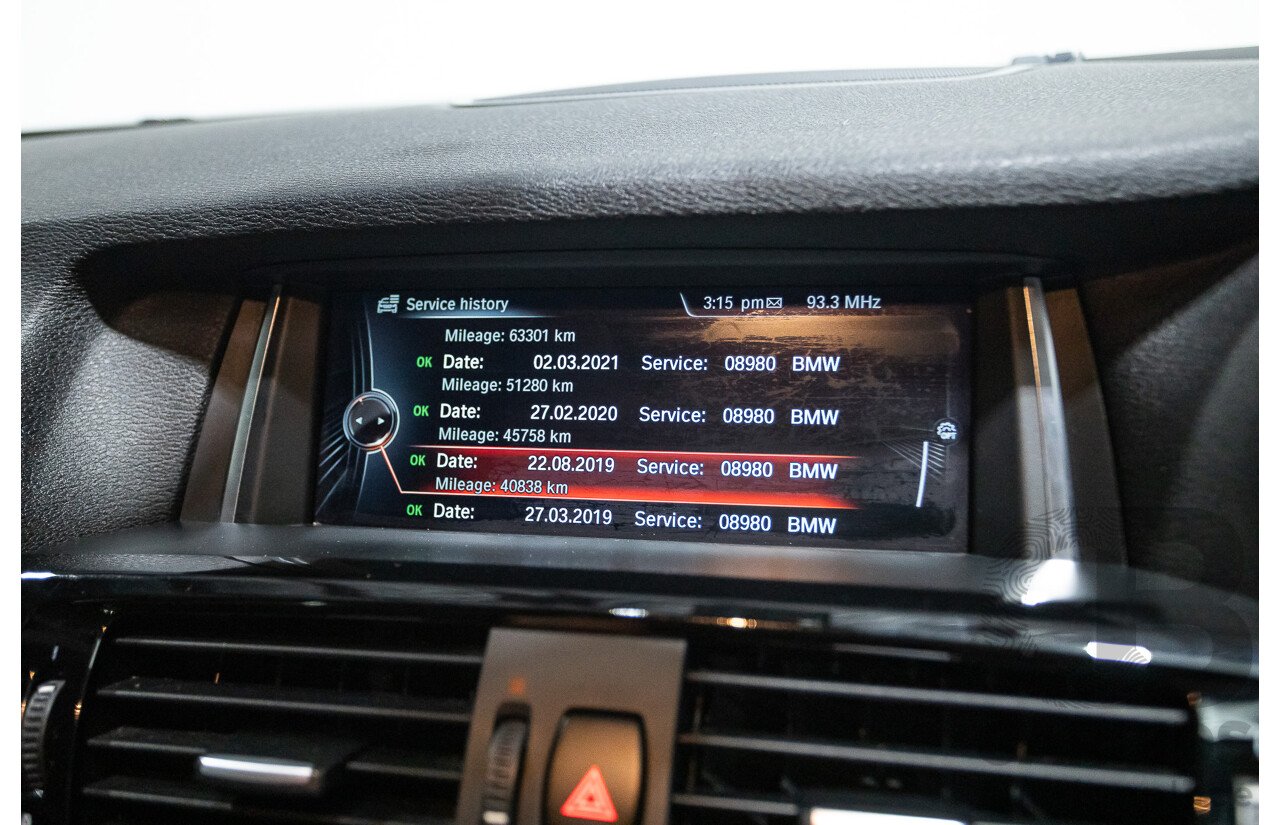 Service history 3:15 pm 93.3 MHz
Mileage: 63301 km
OK Date: 02.03.2021 Service: 08980 BMW
Mileage: 51280 km
OK Date: 27.02.2020 Service: 08980 BMW
Mileage: 45758 km
OK Date: 22.08.2019 Service: 08980 BMW
Mileage: 40838 km
OK Date: 27.03.2019 Service: 08980 BMW
OPT